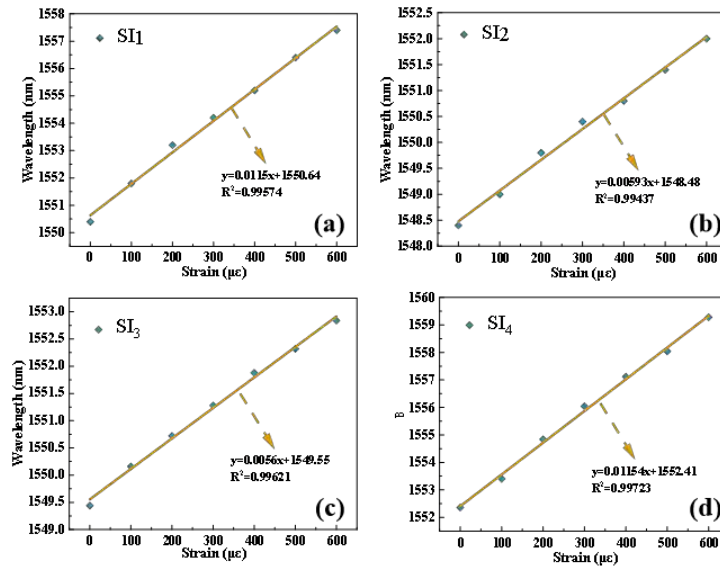 1558
1557
1556
1555
1554
1553
1552
1551
1550
Wavelength (nm)
SI1
y=0.0115x+1550.64
R²=0.99574
(a)
0 100 200 300 400 500 600
Strain (με)
1552.5
1552.0
1551.5
1551.0
1550.5
1550.0
1549.5
1549.0
1548.5
1548.0
Wavelength (nm)
SI2
y=0.00593x+1548.48
R²=0.99437
(b)
0 100 200 300 400 500 600
Strain (με)
1553.0
1552.5
1552.0
1551.5
1551.0
1550.5
1550.0
1549.5
1549.0
Wavelength (nm)
SI3
y=0.0056x+1549.55
R²=0.99621
(c)
0 100 200 300 400 500 600
Strain (με)
1560
1559
1558
1557
1556
1555
1554
1553
1552
B
SI4
y=0.01154x+1552.41
R²=0.99723
(d)
0 100 200 300 400 500 600
Strain (με)